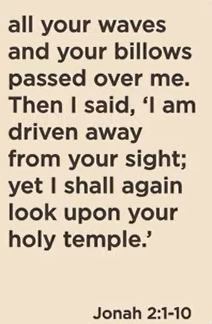 all your waves
and your billows
passed over me.
Then I said, ‘I am
driven away
from your sight;
yet I shall again
look upon your
holy temple.’
Jonah 2:1-10